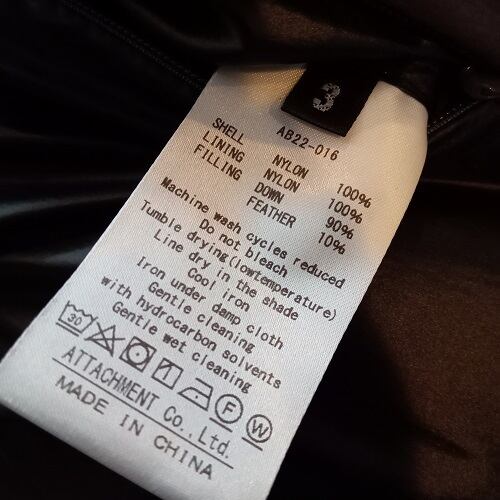 3
AB22-016
SHELL NYLON 100%
LINING NYLON 100%
FILLING DOWN 90%
FEATHER 10%
Machine wash cycles reduced
Do not bleach
Tumble drying(lowtemperature)
Line dry in the shade
Cool iron
Iron under damp cloth
Gentle cleaning
with hydrocarbon solvents
Gentle wet cleaning
30 F W
ATTACHMENT Co., Ltd.
MADE IN CHINA